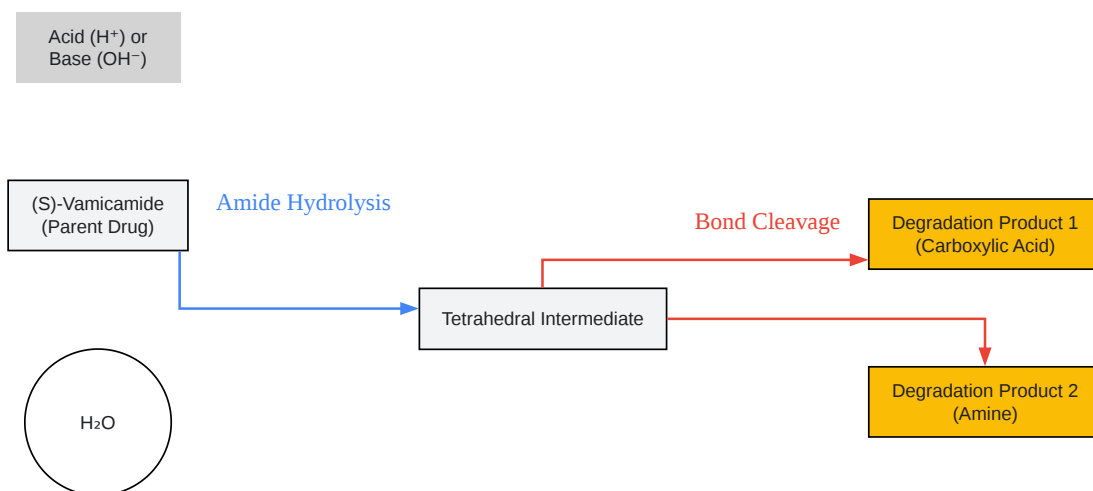 Acid (H⁺) or
Base (OH⁻)
(S)-Vamicamide
(Parent Drug)
Amide Hydrolysis
Bond Cleavage
Degradation Product 1
(Carboxylic Acid)
Tetrahedral Intermediate
Degradation Product 2
(Amine)
H₂O